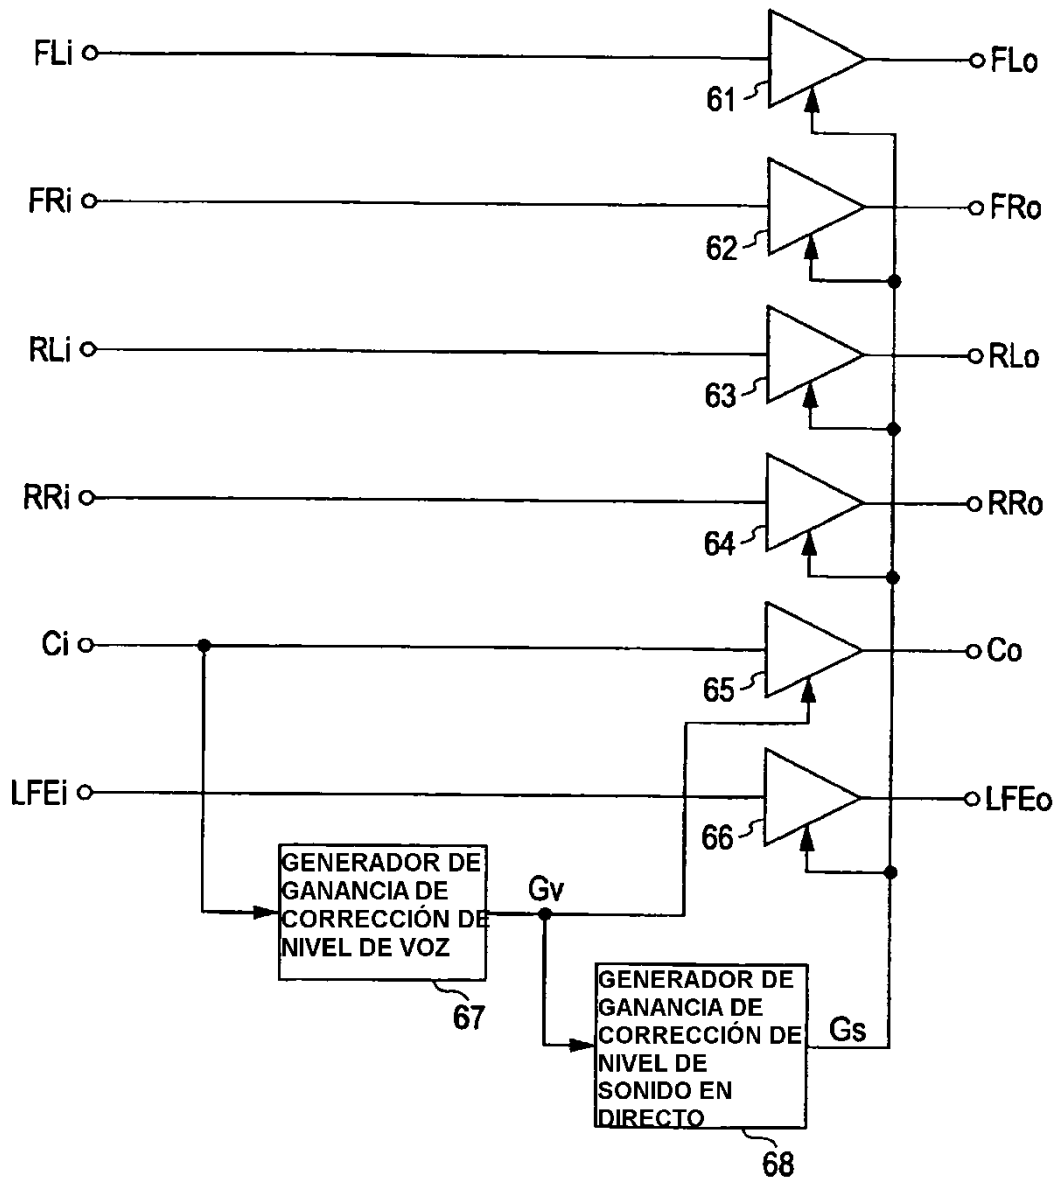 FLi
FLo
61
FRi
FRo
62
RLi
RLo
63
RRi
RRo
64
Ci
Co
65
LFEi
LFEo
66
GENERADOR DE
GANANCIA DE
CORRECCIÓN DE
NIVEL DE VOZ
67
Gv
GENERADOR DE
GANANCIA DE
CORRECCIÓN DE
NIVEL DE
SONIDO EN
DIRECTO
68
Gs